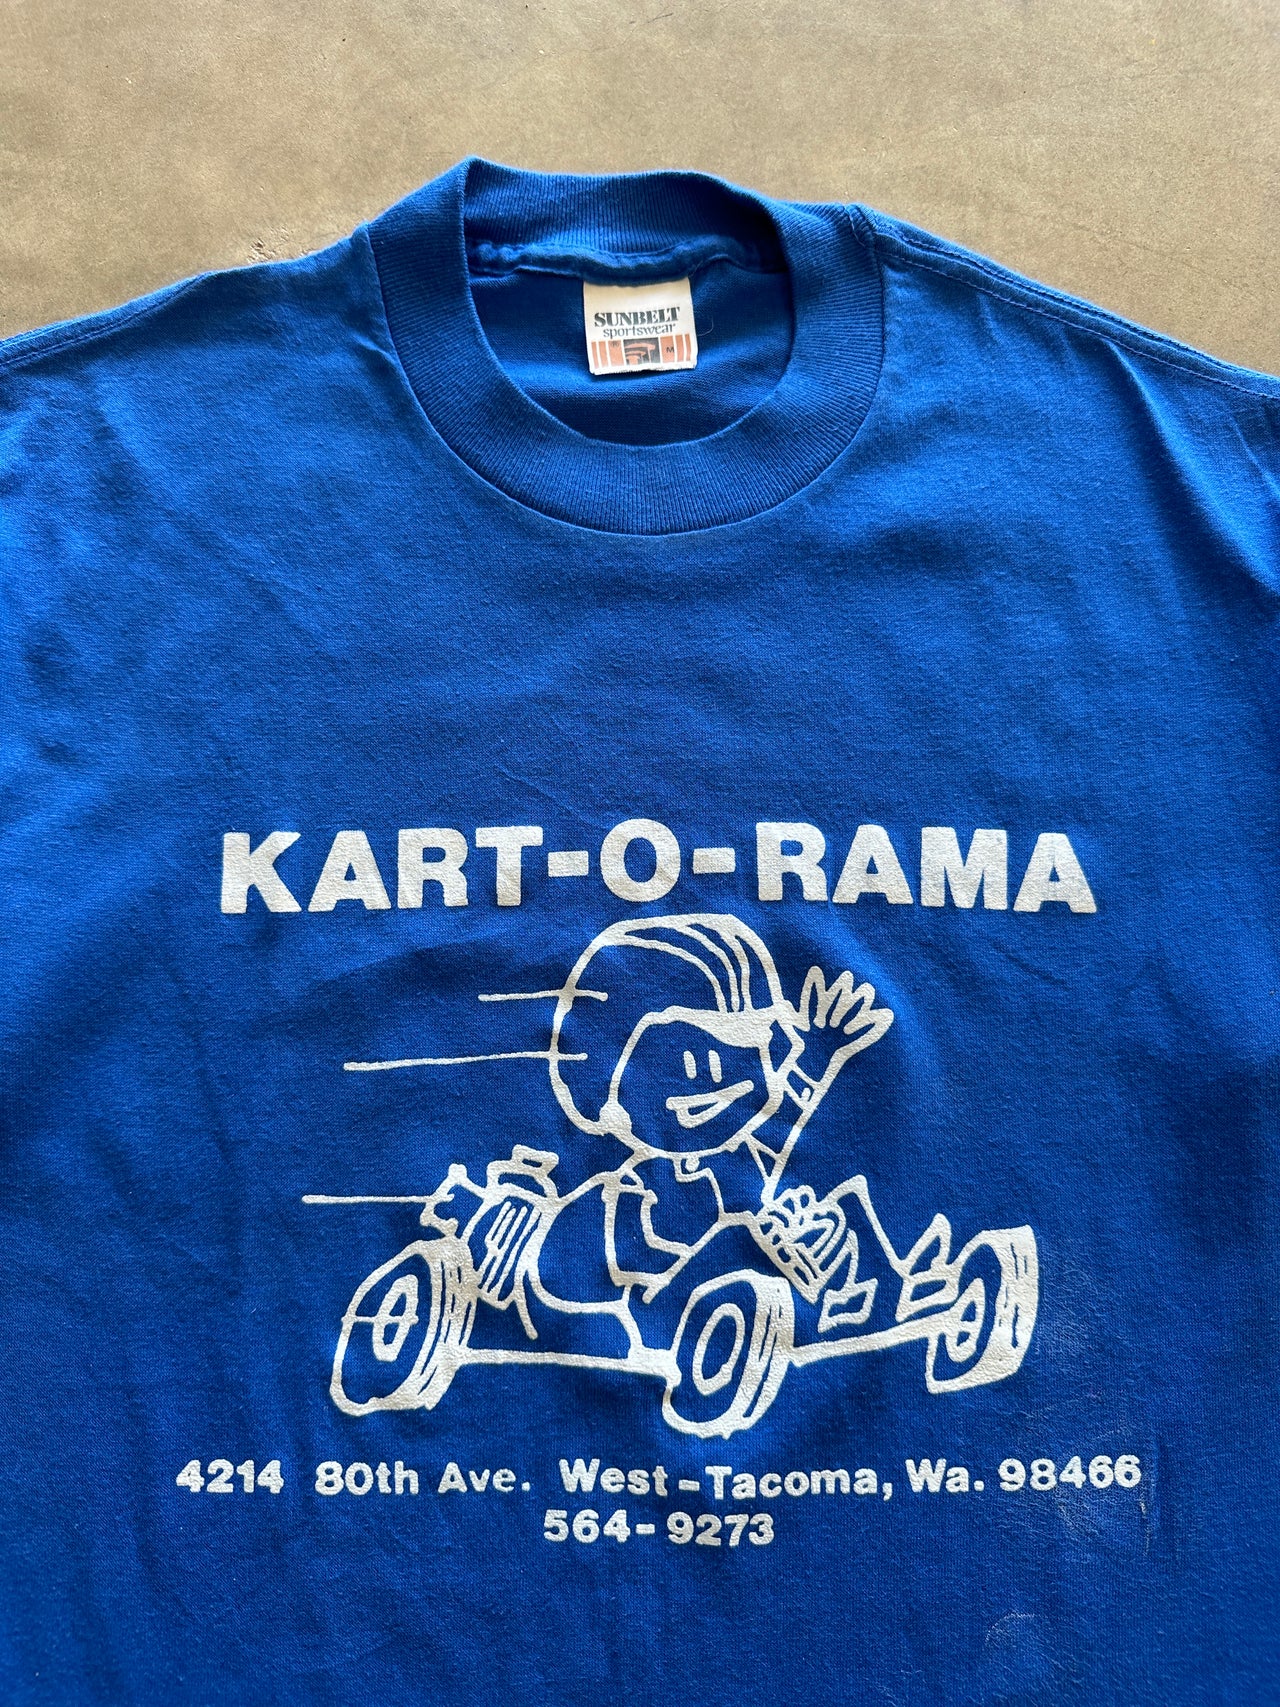 SUNBELT
sportswear
M
KART-O-RAMA
4214 80th Ave. West-Tacoma, Wa. 98466
564-9273